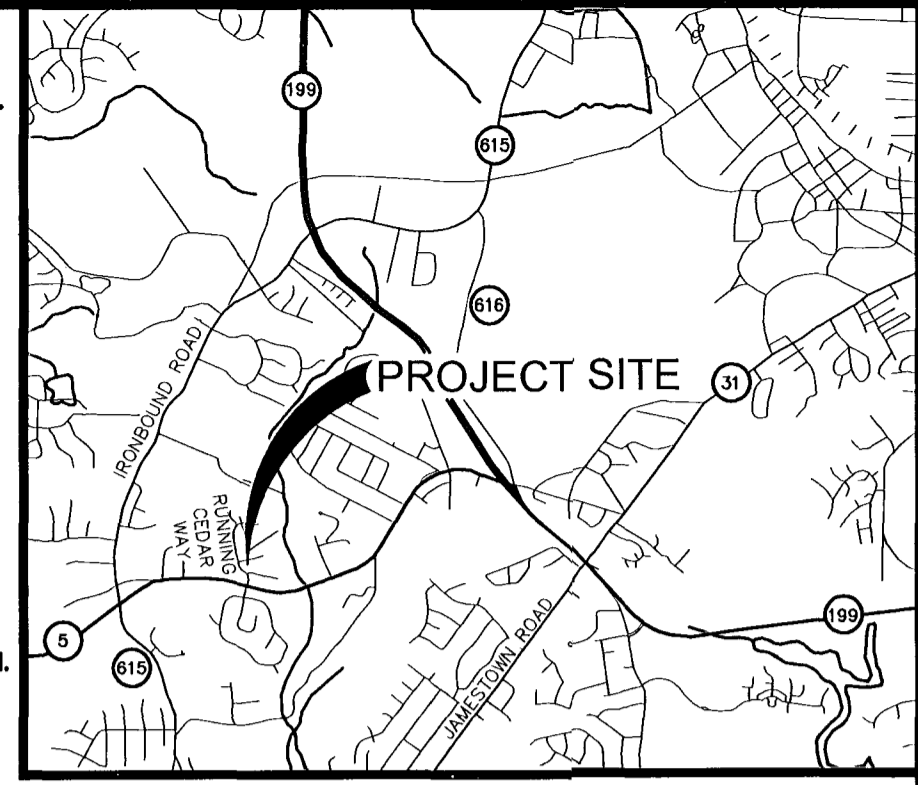 199
615
616
IRONBOUND ROAD
PROJECT SITE
31
RUNNING
CEDAR
WAY
5
615
JAMESTOWN ROAD
199